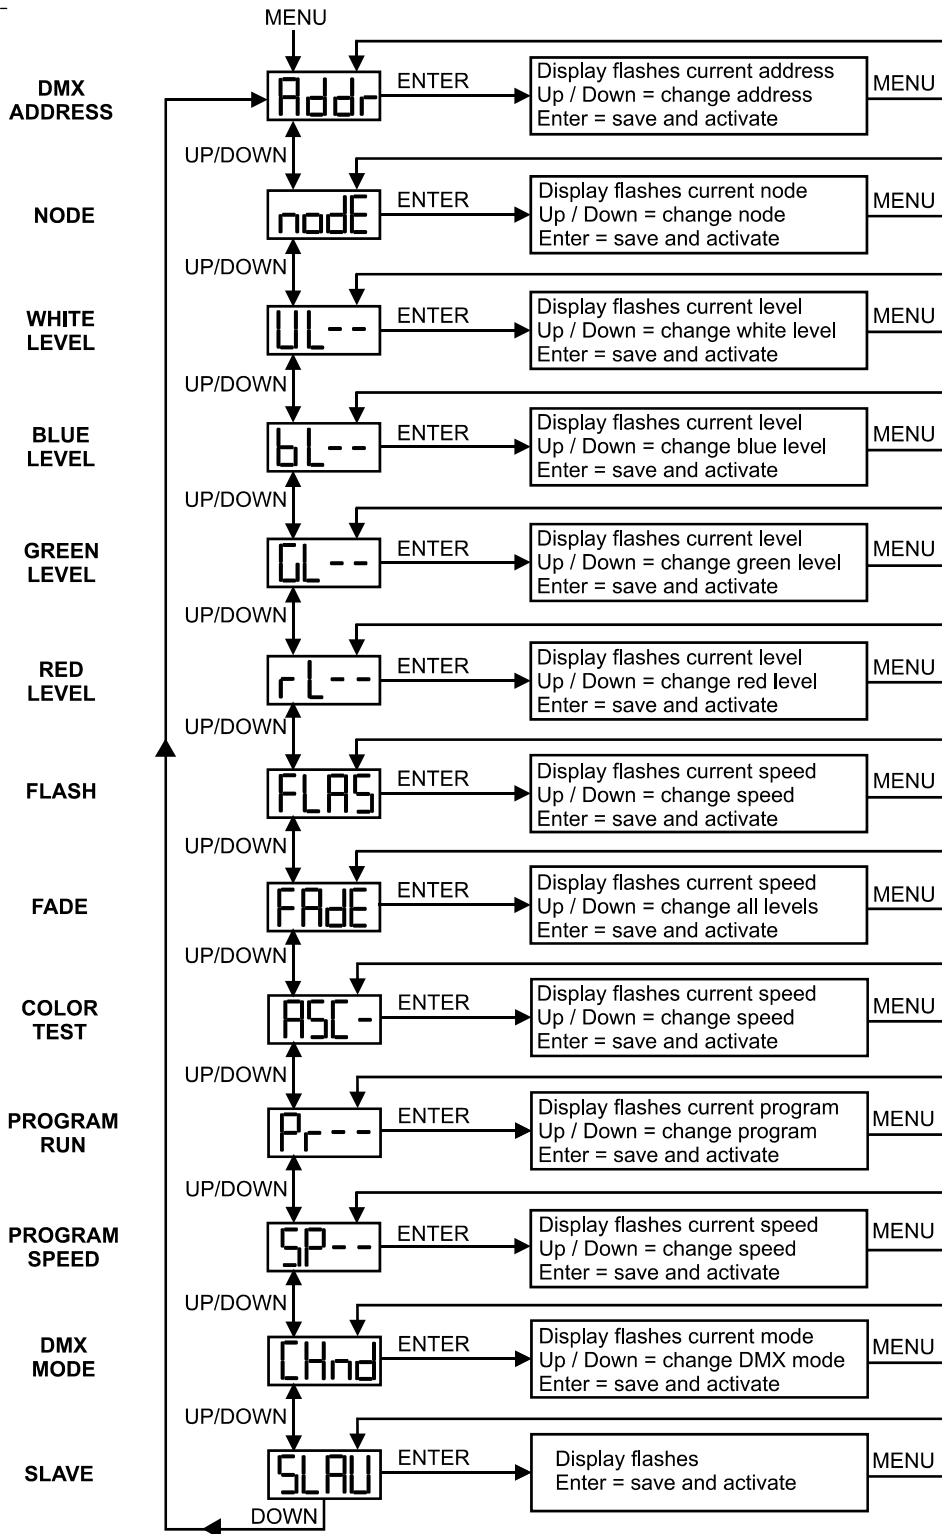 MENU
DMX
ADDRESS
Addr
ENTER
Display flashes current address
Up / Down = change address
Enter = save and activate
MENU
UP/DOWN
NODE
nodE
ENTER
Display flashes current node
Up / Down = change node
Enter = save and activate
MENU
UP/DOWN
WHITE
LEVEL
UL--
ENTER
Display flashes current level
Up / Down = change white level
Enter = save and activate
MENU
UP/DOWN
BLUE
LEVEL
bL--
ENTER
Display flashes current level
Up / Down = change blue level
Enter = save and activate
MENU
UP/DOWN
GREEN
LEVEL
GL--
ENTER
Display flashes current level
Up / Down = change green level
Enter = save and activate
MENU
UP/DOWN
RED
LEVEL
rL--
ENTER
Display flashes current level
Up / Down = change red level
Enter = save and activate
MENU
UP/DOWN
FLASH
FLAS
ENTER
Display flashes current speed
Up / Down = change speed
Enter = save and activate
MENU
UP/DOWN
FADE
FAdE
ENTER
Display flashes current speed
Up / Down = change all levels
Enter = save and activate
MENU
UP/DOWN
COLOR
TEST
ASC-
ENTER
Display flashes current speed
Up / Down = change speed
Enter = save and activate
MENU
UP/DOWN
PROGRAM
RUN
Pr--
ENTER
Display flashes current program
Up / Down = change program
Enter = save and activate
MENU
UP/DOWN
PROGRAM
SPEED
SP--
ENTER
Display flashes current speed
Up / Down = change speed
Enter = save and activate
MENU
UP/DOWN
DMX
MODE
CHnd
ENTER
Display flashes current mode
Up / Down = change DMX mode
Enter = save and activate
MENU
UP/DOWN
SLAVE
SLAU
ENTER
Display flashes
Enter = save and activate
MENU
DOWN